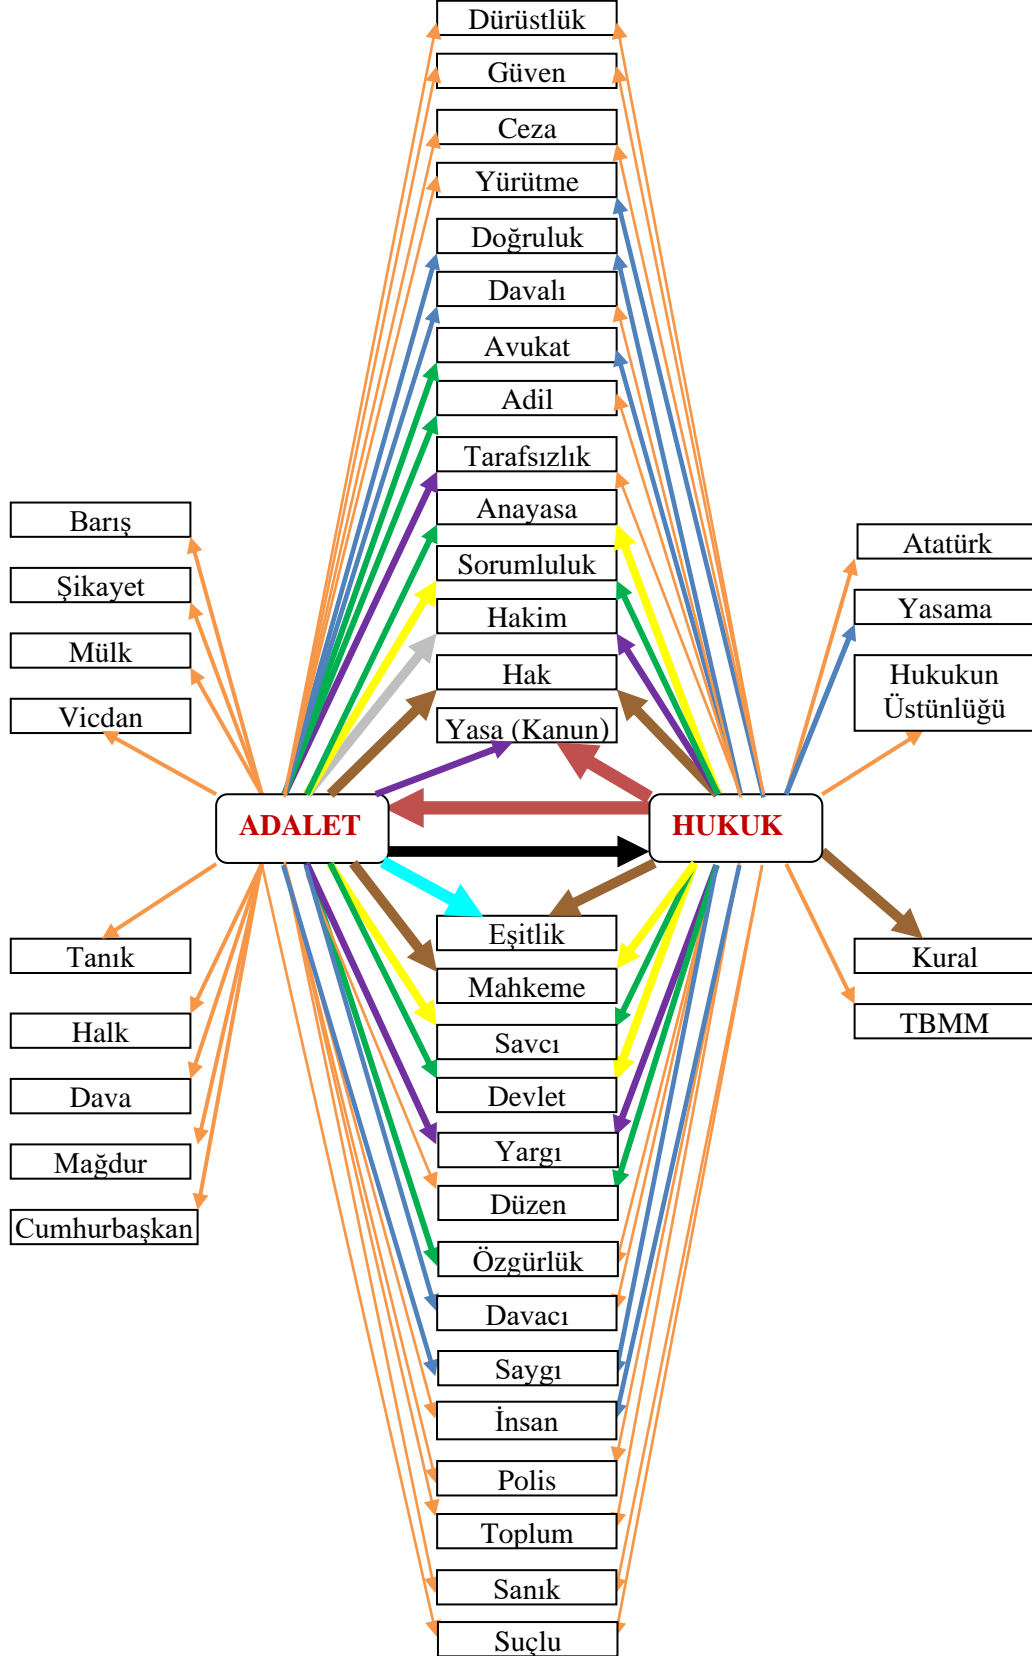 Dürüstlük
Güven
Ceza
Yürütme
Doğruluk
Davalı
Avukat
Adil
Tarafsızlık
Anayasa
Sorumluluk
Hakim
Hak
Yasa (Kanun)
Barış
Şikayet
Mülk
Vicdan
Atatürk
Yasama
Hukukun
Üstünlüğü
ADALET
HUKUK
Tanık
Halk
Dava
Mağdur
Cumhurbaşkan
Kural
TBMM
Eşitlik
Mahkeme
Savcı
Devlet
Yargı
Düzen
Özgürlük
Davacı
Saygı
İnsan
Polis
Toplum
Sanık
Suçlu